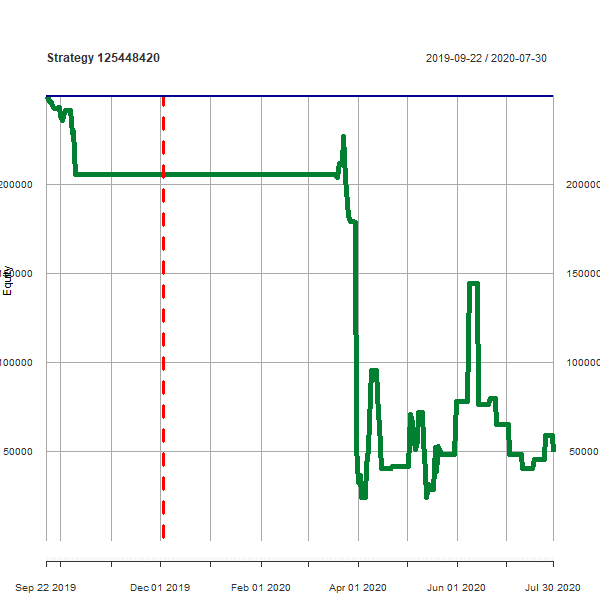 Strategy 125448420
2019-09-22 / 2020-07-30
200000
200000
150000
150000
Equity
100000
100000
50000
50000
Sep 22 2019
Dec 01 2019
Feb 01 2020
Apr 01 2020
Jun 01 2020
Jul 30 2020